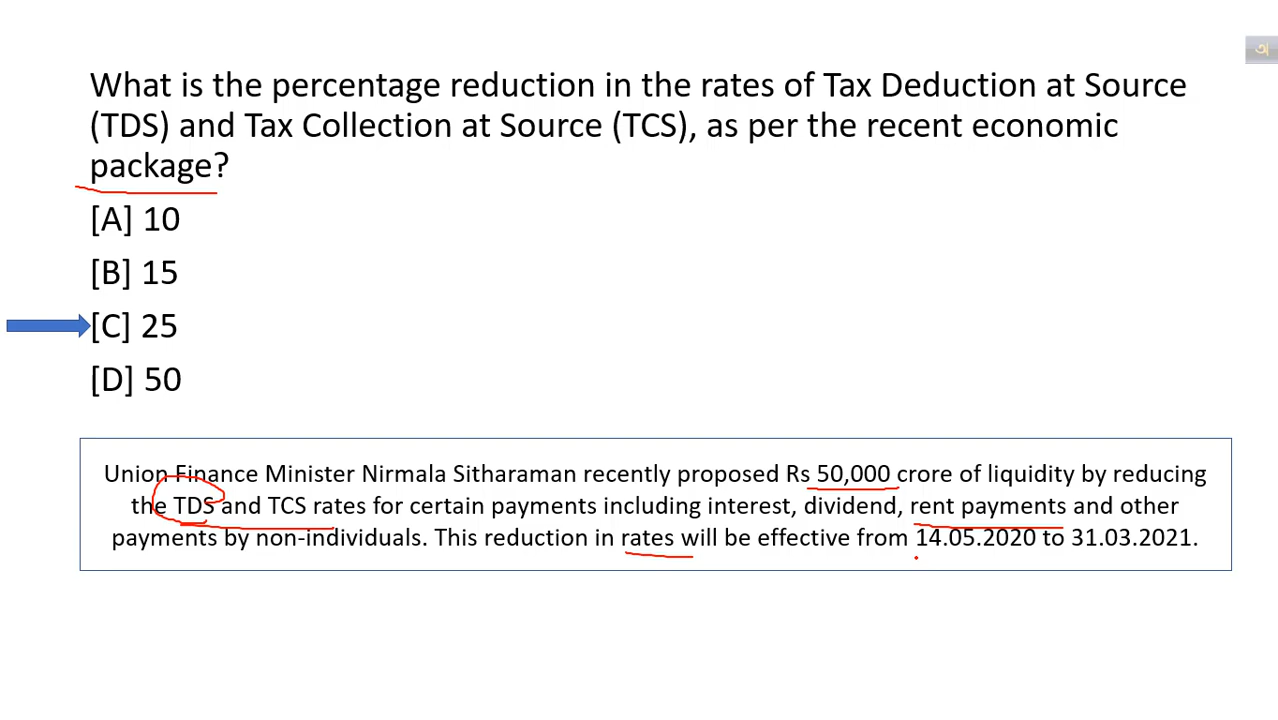 What is the percentage reduction in the rates of Tax Deduction at Source
(TDS) and Tax Collection at Source (TCS), as per the recent economic
package?
[A] 10
[B] 15
[C] 25
[D] 50
Union Finance Minister Nirmala Sitharaman recently proposed Rs 50,000 crore of liquidity by reducing
the TDS and TCS rates for certain payments including interest, dividend, rent payments and other
payments by non-individuals. This reduction in rates will be effective from 14.05.2020 to 31.03.2021.